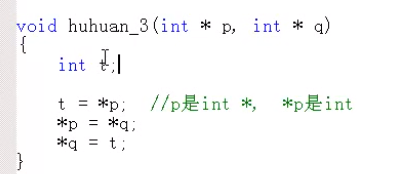 void huhuan_3(int * p, int * q)
{
int t;
t = *p; //p是int *, *p是int
*p = *q;
*q = t;
}